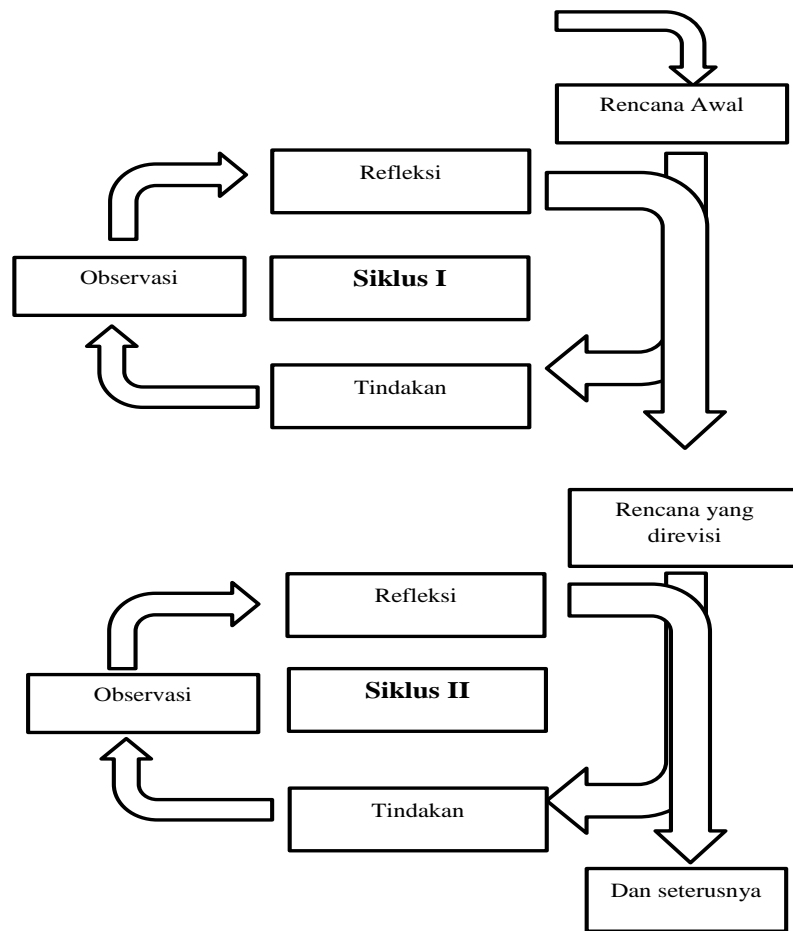 Rencana Awal
Refleksi
Observasi
Siklus I
Tindakan
Rencana yang
direvisi
Refleksi
Observasi
Siklus II
Tindakan
Dan seterusnya